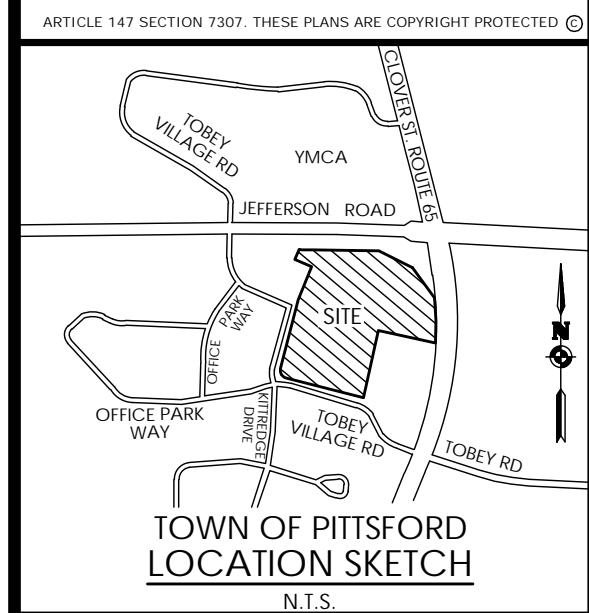 ARTICLE 147 SECTION 7307. THESE PLANS ARE COPYRIGHT PROTECTED ©
CLOVER ST. ROUTE 65
TOBEY
VILLAGE RD
YMCA
JEFFERSON ROAD
OFFICE PARK
WAY
SITE
N
OFFICE PARK
WAY
KITTREDGE
DRIVE
TOBEY
VILLAGE RD
TOBEY RD
TOWN OF PITTSFORD
LOCATION SKETCH
N.T.S.